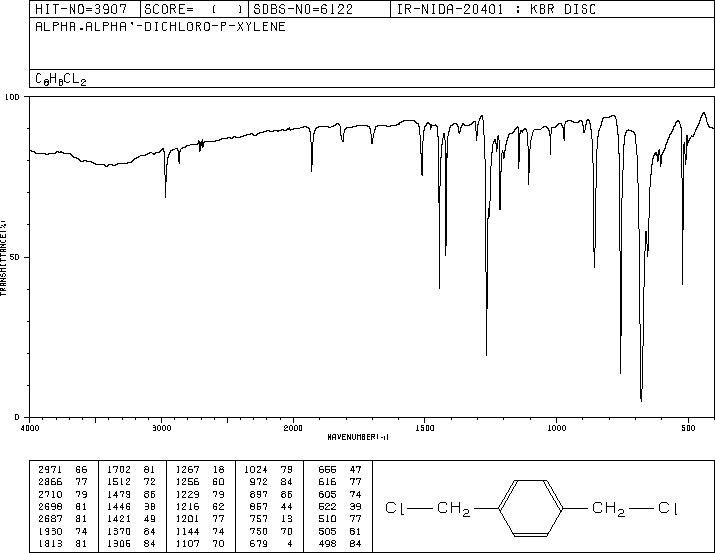 HIT-NO=3907 SCORE= ( ) SDBS-NO=6122 IR-NIDA-20401 : KBR DISC
ALPHA,ALPHA'-DICHLORO-P-XYLENE
C8H8CL2
100
50
0
TRANSMITTANCE(%)
4000 3000 2000 1500 1000 500
WAVENUMBER(-1)
2971 66 1702 81 1267 18 1024 79 666 47
2866 77 1512 72 1256 60 972 84 616 77
2710 79 1479 86 1229 79 897 86 605 74
2698 81 1446 38 1216 62 857 44 522 39
2687 81 1421 49 1201 77 757 13 510 77
1930 74 1370 84 1144 74 750 70 505 81
1813 81 1306 84 1107 70 679 4 498 84
Cl CH2 CH2 Cl